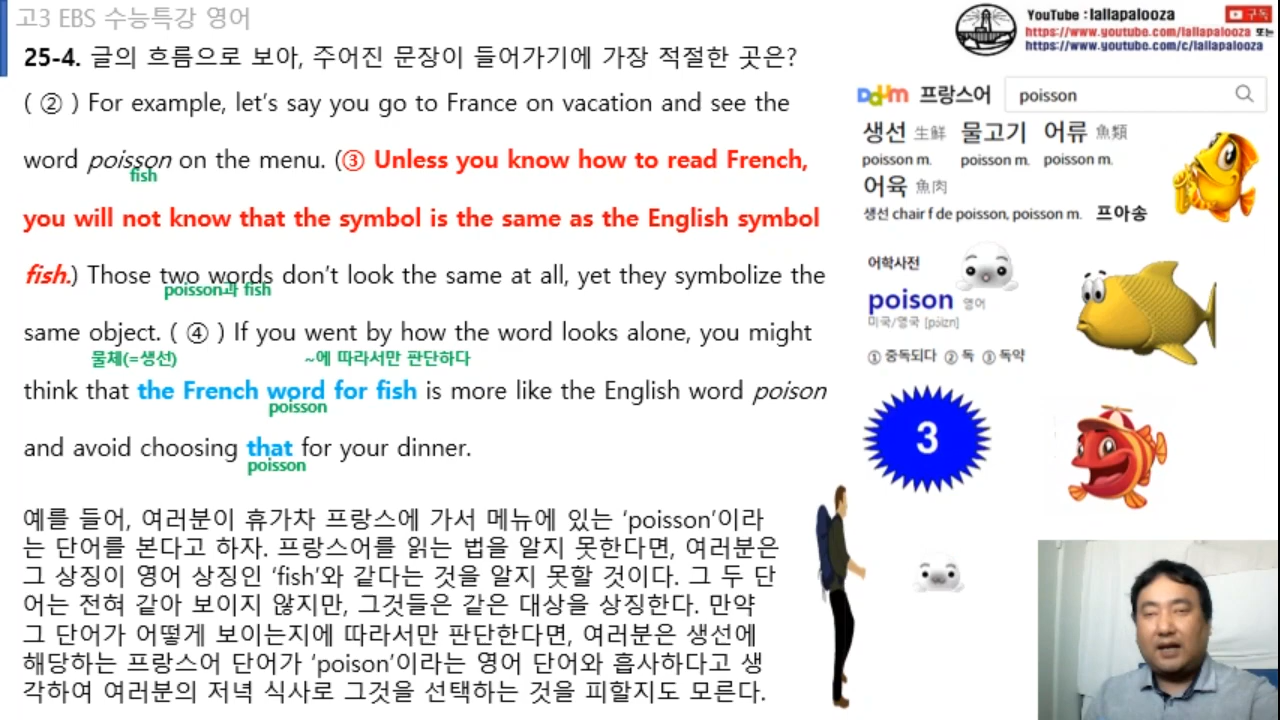 고3 EBS 수능특강 영어
25-4. 글의 흐름으로 보아, 주어진 문장이 들어가기에 가장 적절한 곳은?
( ② ) For example, let's say you go to France on vacation and see the
word poisson on the menu. (③ Unless you know how to read French,
fish
you will not know that the symbol is the same as the English symbol
fish.) Those two words don't look the same at all, yet they symbolize the
poisson과 fish
same object. ( ④ ) If you went by how the word looks alone, you might
물체(=생선) ~에 따라서만 판단하다
think that the French word for fish is more like the English word poison
poisson
and avoid choosing that for your dinner.
poisson
예를 들어, 여러분이 휴가차 프랑스에 가서 메뉴에 있는 ‘poisson’이라
는 단어를 본다고 하자. 프랑스어를 읽는 법을 알지 못한다면, 여러분은
그 상징이 영어 상징인 ‘fish’와 같다는 것을 알지 못할 것이다. 그 두 단
어는 전혀 같아 보이지 않지만, 그것들은 같은 대상을 상징한다. 만약
그 단어가 어떻게 보이는지에 따라서만 판단한다면, 여러분은 생선에
해당하는 프랑스어 단어가 ‘poison’이라는 영어 단어와 흡사하다고 생
각하여 여러분의 저녁 식사로 그것을 선택하는 것을 피할지도 모른다.
YouTube : lallapalooza 구독
https://www.youtube.com/lallapalooza 또는
https://www.youtube.com/c/lallapalooza
Daum 프랑스어 poisson
생선 生鮮 물고기 어류 魚類
poisson m. poisson m. poisson m.
어육 魚肉
생선 chair f de poisson, poisson m. 프아송
어학사전
poison 영어
미국/영국 [pɔ́izn]
① 중독되다 ② 독 ③ 독약
3